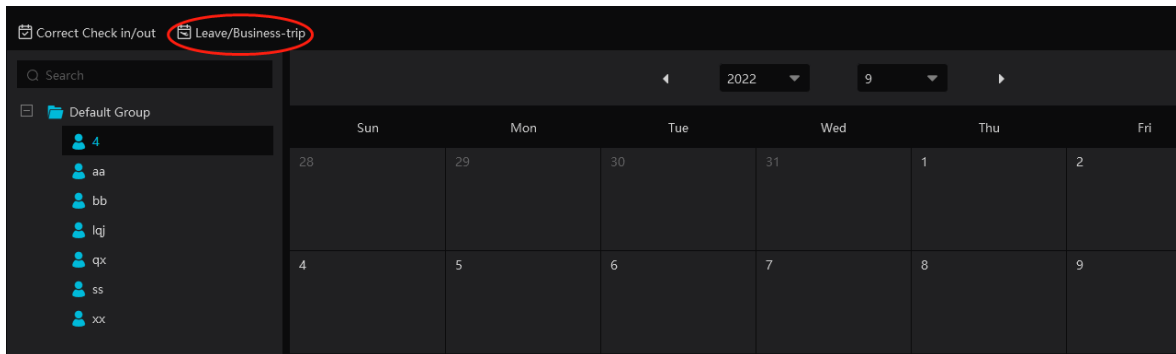 Correct Check in/out Leave/Business-trip
Search
Default Group
4
aa
bb
lqj
qx
ss
xx
2022 9
Sun Mon Tue Wed Thu Fri
28 29 30 31 1 2
4 5 6 7 8 9